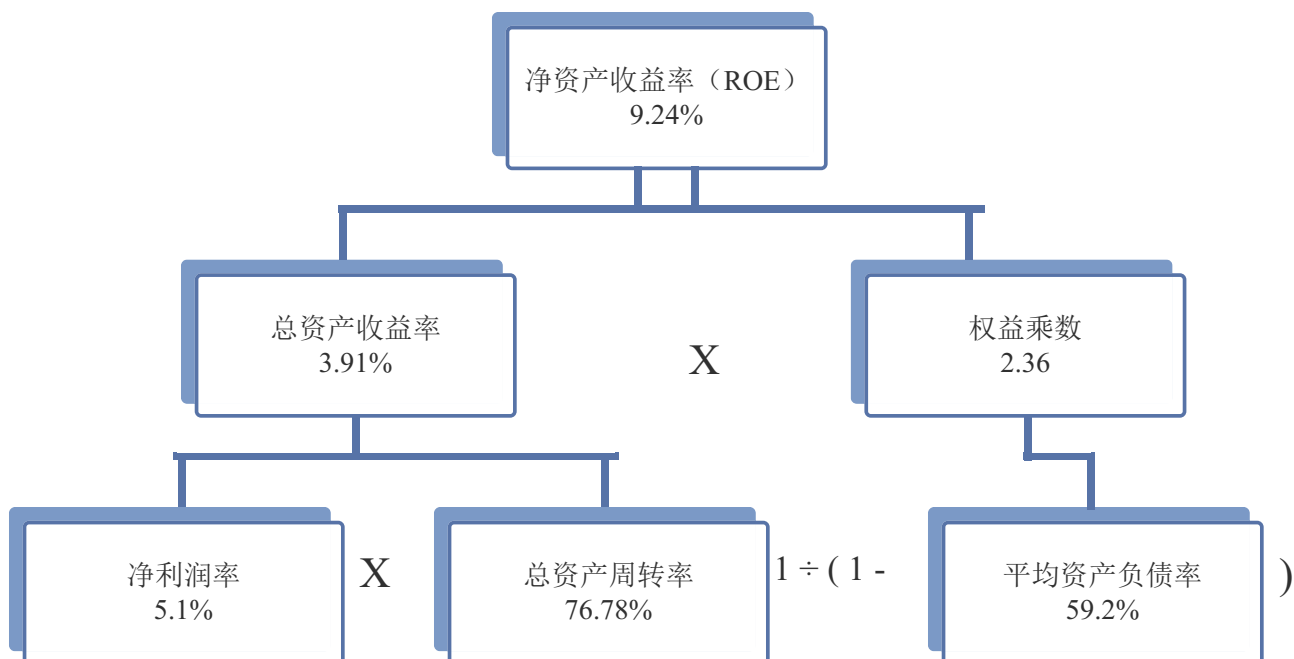 净资产收益率（ROE）
9.24%
总资产收益率
3.91%
X
权益乘数
2.36
净利润率
5.1%
X
总资产周转率
76.78%
1 ÷ ( 1 -
平均资产负债率
59.2%
)